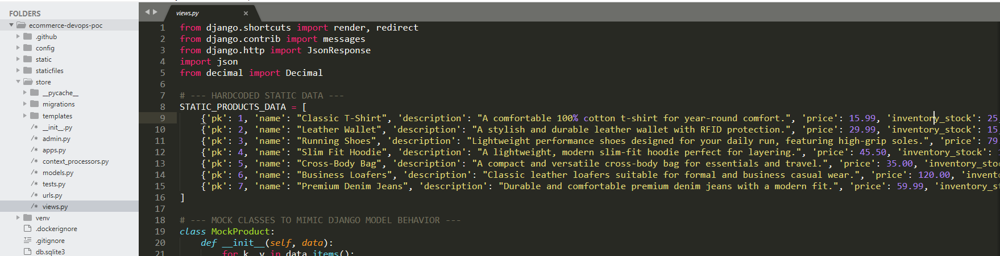 FOLDERS
ecommerce-devops-poc
.github
config
static
staticfiles
store
__pycache__
migrations
templates
/* __init__.py
/* admin.py
/* apps.py
/* context_processors.py
/* models.py
/* tests.py
/* urls.py
/* views.py
venv
.dockerignore
.gitignore
db.sqlite3
views.py ×
1 from django.shortcuts import render, redirect
2 from django.contrib import messages
3 from django.http import JsonResponse
4 import json
5 from decimal import Decimal
6
7 # --- HARDCODED STATIC DATA ---
8 STATIC_PRODUCTS_DATA = [
9 {'pk': 1, 'name': "Classic T-Shirt", 'description': "A comfortable 100% cotton t-shirt for year-round comfort.", 'price': 15.99, 'inventory_stock': 25,
10 {'pk': 2, 'name': "Leather Wallet", 'description': "A stylish and durable leather wallet with RFID protection.", 'price': 29.99, 'inventory_stock': 15,
11 {'pk': 3, 'name': "Running Shoes", 'description': "Lightweight performance shoes designed for your daily run, featuring high-grip soles.", 'price': 79
12 {'pk': 4, 'name': "Slim Fit Hoodie", 'description': "A lightweight, modern slim-fit hoodie perfect for layering.", 'price': 45.50, 'inventory_stock':
13 {'pk': 5, 'name': "Cross-Body Bag", 'description': "A compact and versatile cross-body bag for essentials and travel.", 'price': 35.00, 'inventory_sto
14 {'pk': 6, 'name': "Business Loafers", 'description': "Classic leather loafers suitable for formal and business casual wear.", 'price': 120.00, 'invent
15 {'pk': 7, 'name': "Premium Denim Jeans", 'description': "Durable and comfortable premium denim jeans with a modern fit.", 'price': 59.99, 'inventory_s
16 ]
17
18 # --- MOCK CLASSES TO MIMIC DJANGO MODEL BEHAVIOR ---
19 class MockProduct:
20 def __init__(self, data):
21 for k, v in data.items():